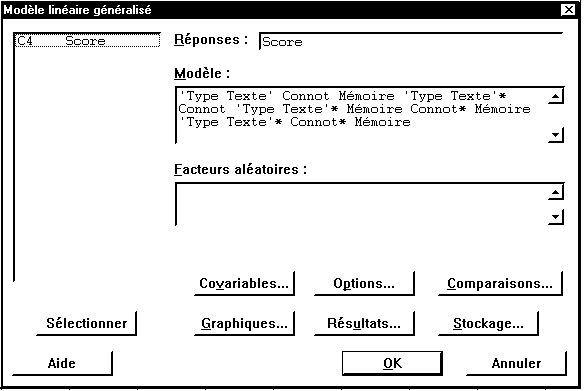 Modèle linéaire généralisé
C4 Score
Réponses : Score
Modèle :
'Type Texte' Connot Mémoire 'Type Texte'*
Connot 'Type Texte'* Mémoire Connot* Mémoire
'Type Texte'* Connot* Mémoire
Facteurs aléatoires :
Covariables... Options... Comparaisons...
Sélectionner Graphiques... Résultats... Stockage...
Aide OK Annuler